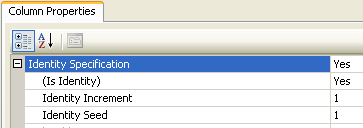 Column Properties
Identity Specification Yes
(Is Identity) Yes
Identity Increment 1
Identity Seed 1